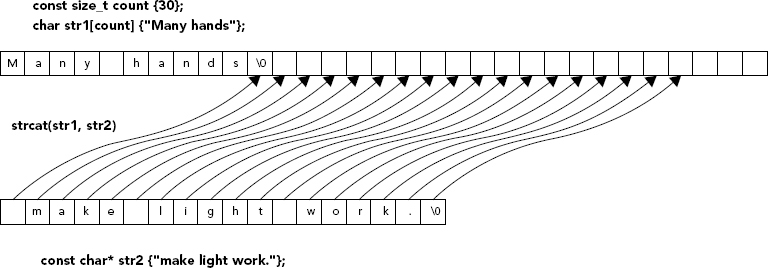 const size_t count {30};
char str1[count] {"Many hands"};
M a n y h a n d s \0
strcat(str1, str2)
m a k e l i g h t w o r k . \0
const char* str2 {"make light work."};